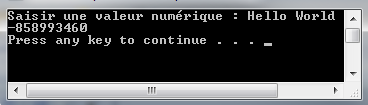 Saisir une valeur numérique : Hello World
-858993460
Press any key to continue . . .